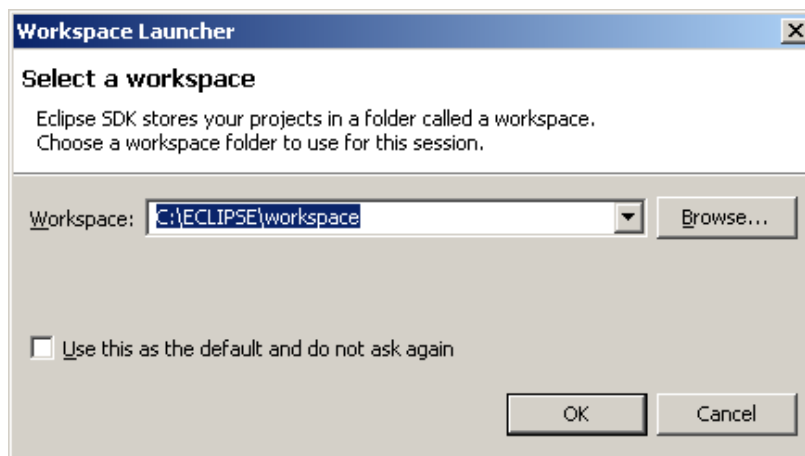 Workspace Launcher
Select a workspace
Eclipse SDK stores your projects in a folder called a workspace.
Choose a workspace folder to use for this session.
Workspace: C:\ECLIPSE\workspace Browse...
Use this as the default and do not ask again
OK Cancel